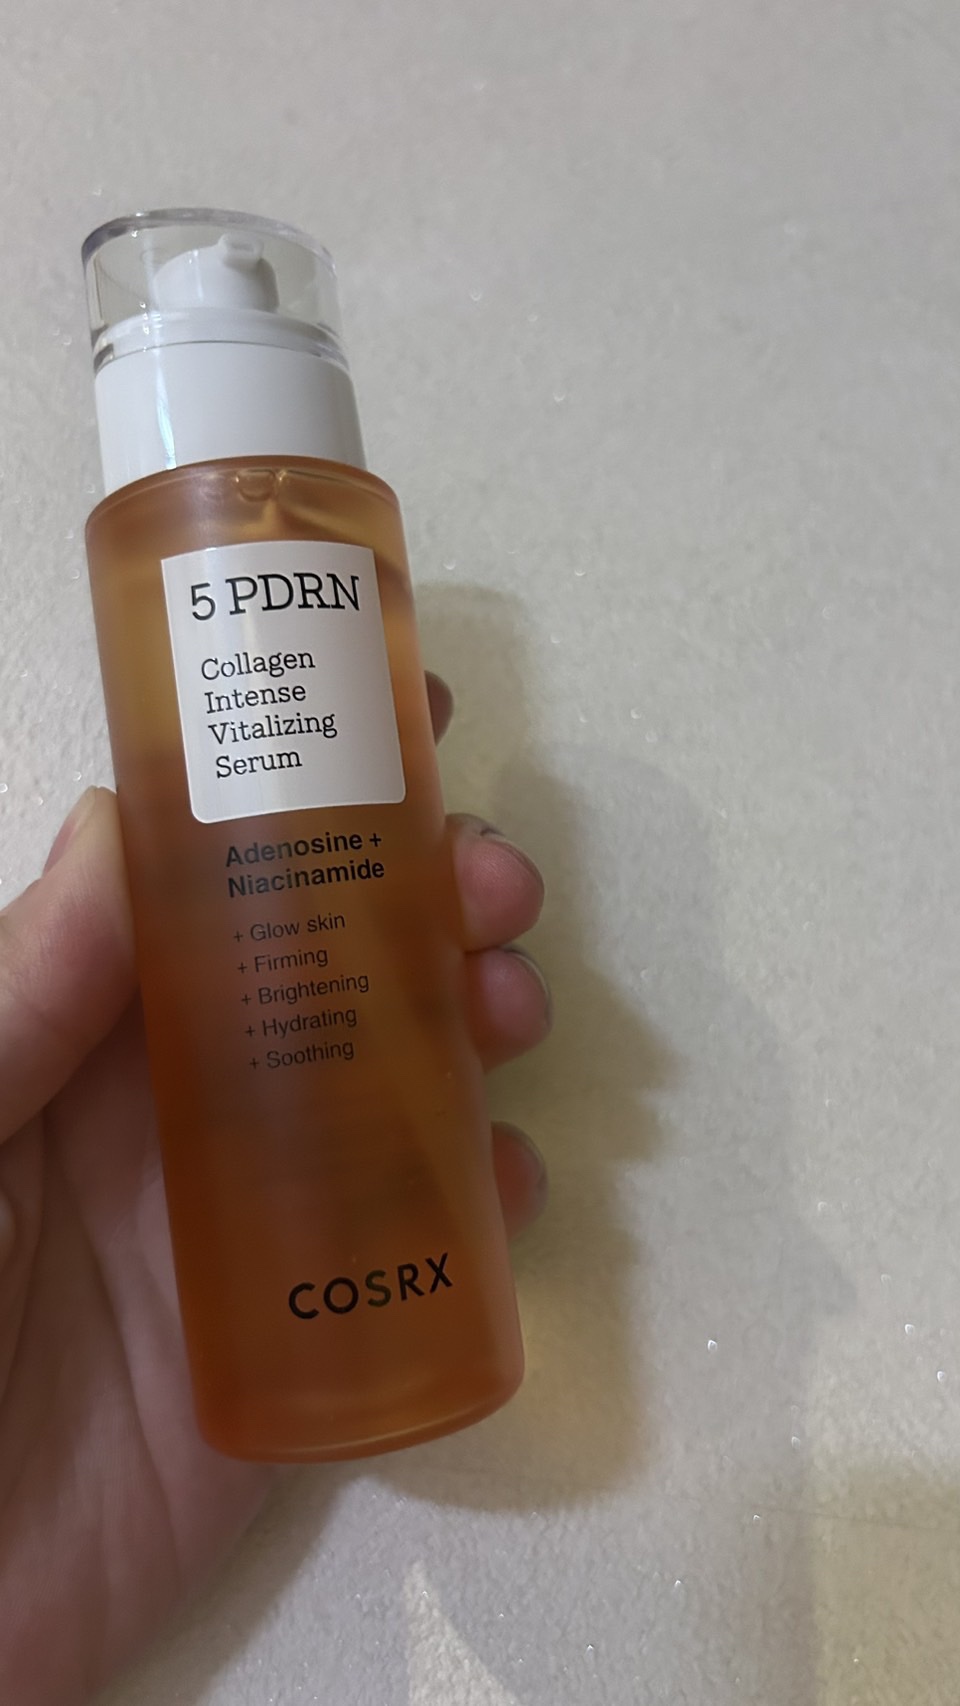 5 PDRN
Collagen
Intense
Vitalizing
Serum
Adenosine +
Niacinamide
+ Glow skin
+ Firming
+ Brightening
+ Hydrating
+ Soothing
COSRX